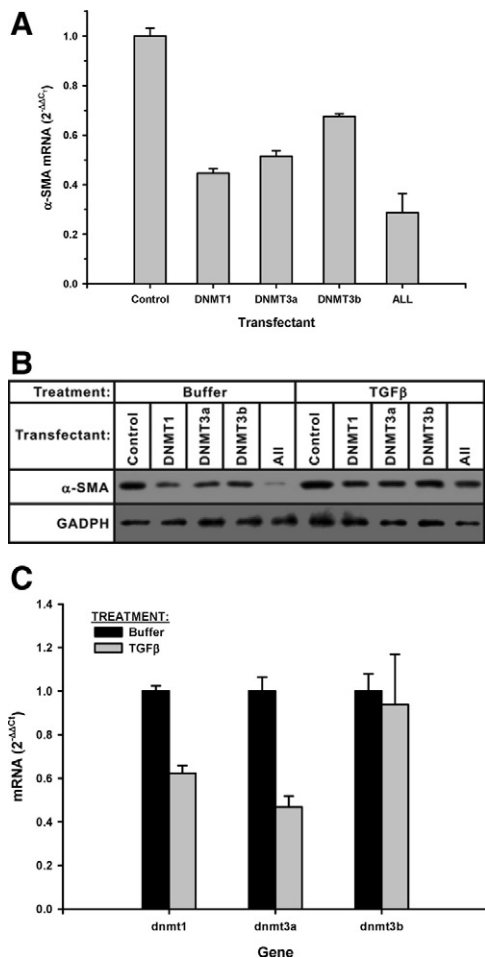 A
α-SMA mRNA (2^-ΔΔCT)
1.0
0.8
0.6
0.4
0.2
0.0
Control DNMT1 DNMT3a DNMT3b ALL
Transfectant
B
Treatment: Buffer TGFβ
Transfectant: Control DNMT1 DNMT3a DNMT3b All Control DNMT1 DNMT3a DNMT3b All
α-SMA
GADPH
C
mRNA (2^-ΔΔCt)
1.4
1.2
1.0
0.8
0.6
0.4
0.2
0.0
TREATMENT:
Buffer
TGFβ
dnmt1 dnmt3a dnmt3b
Gene